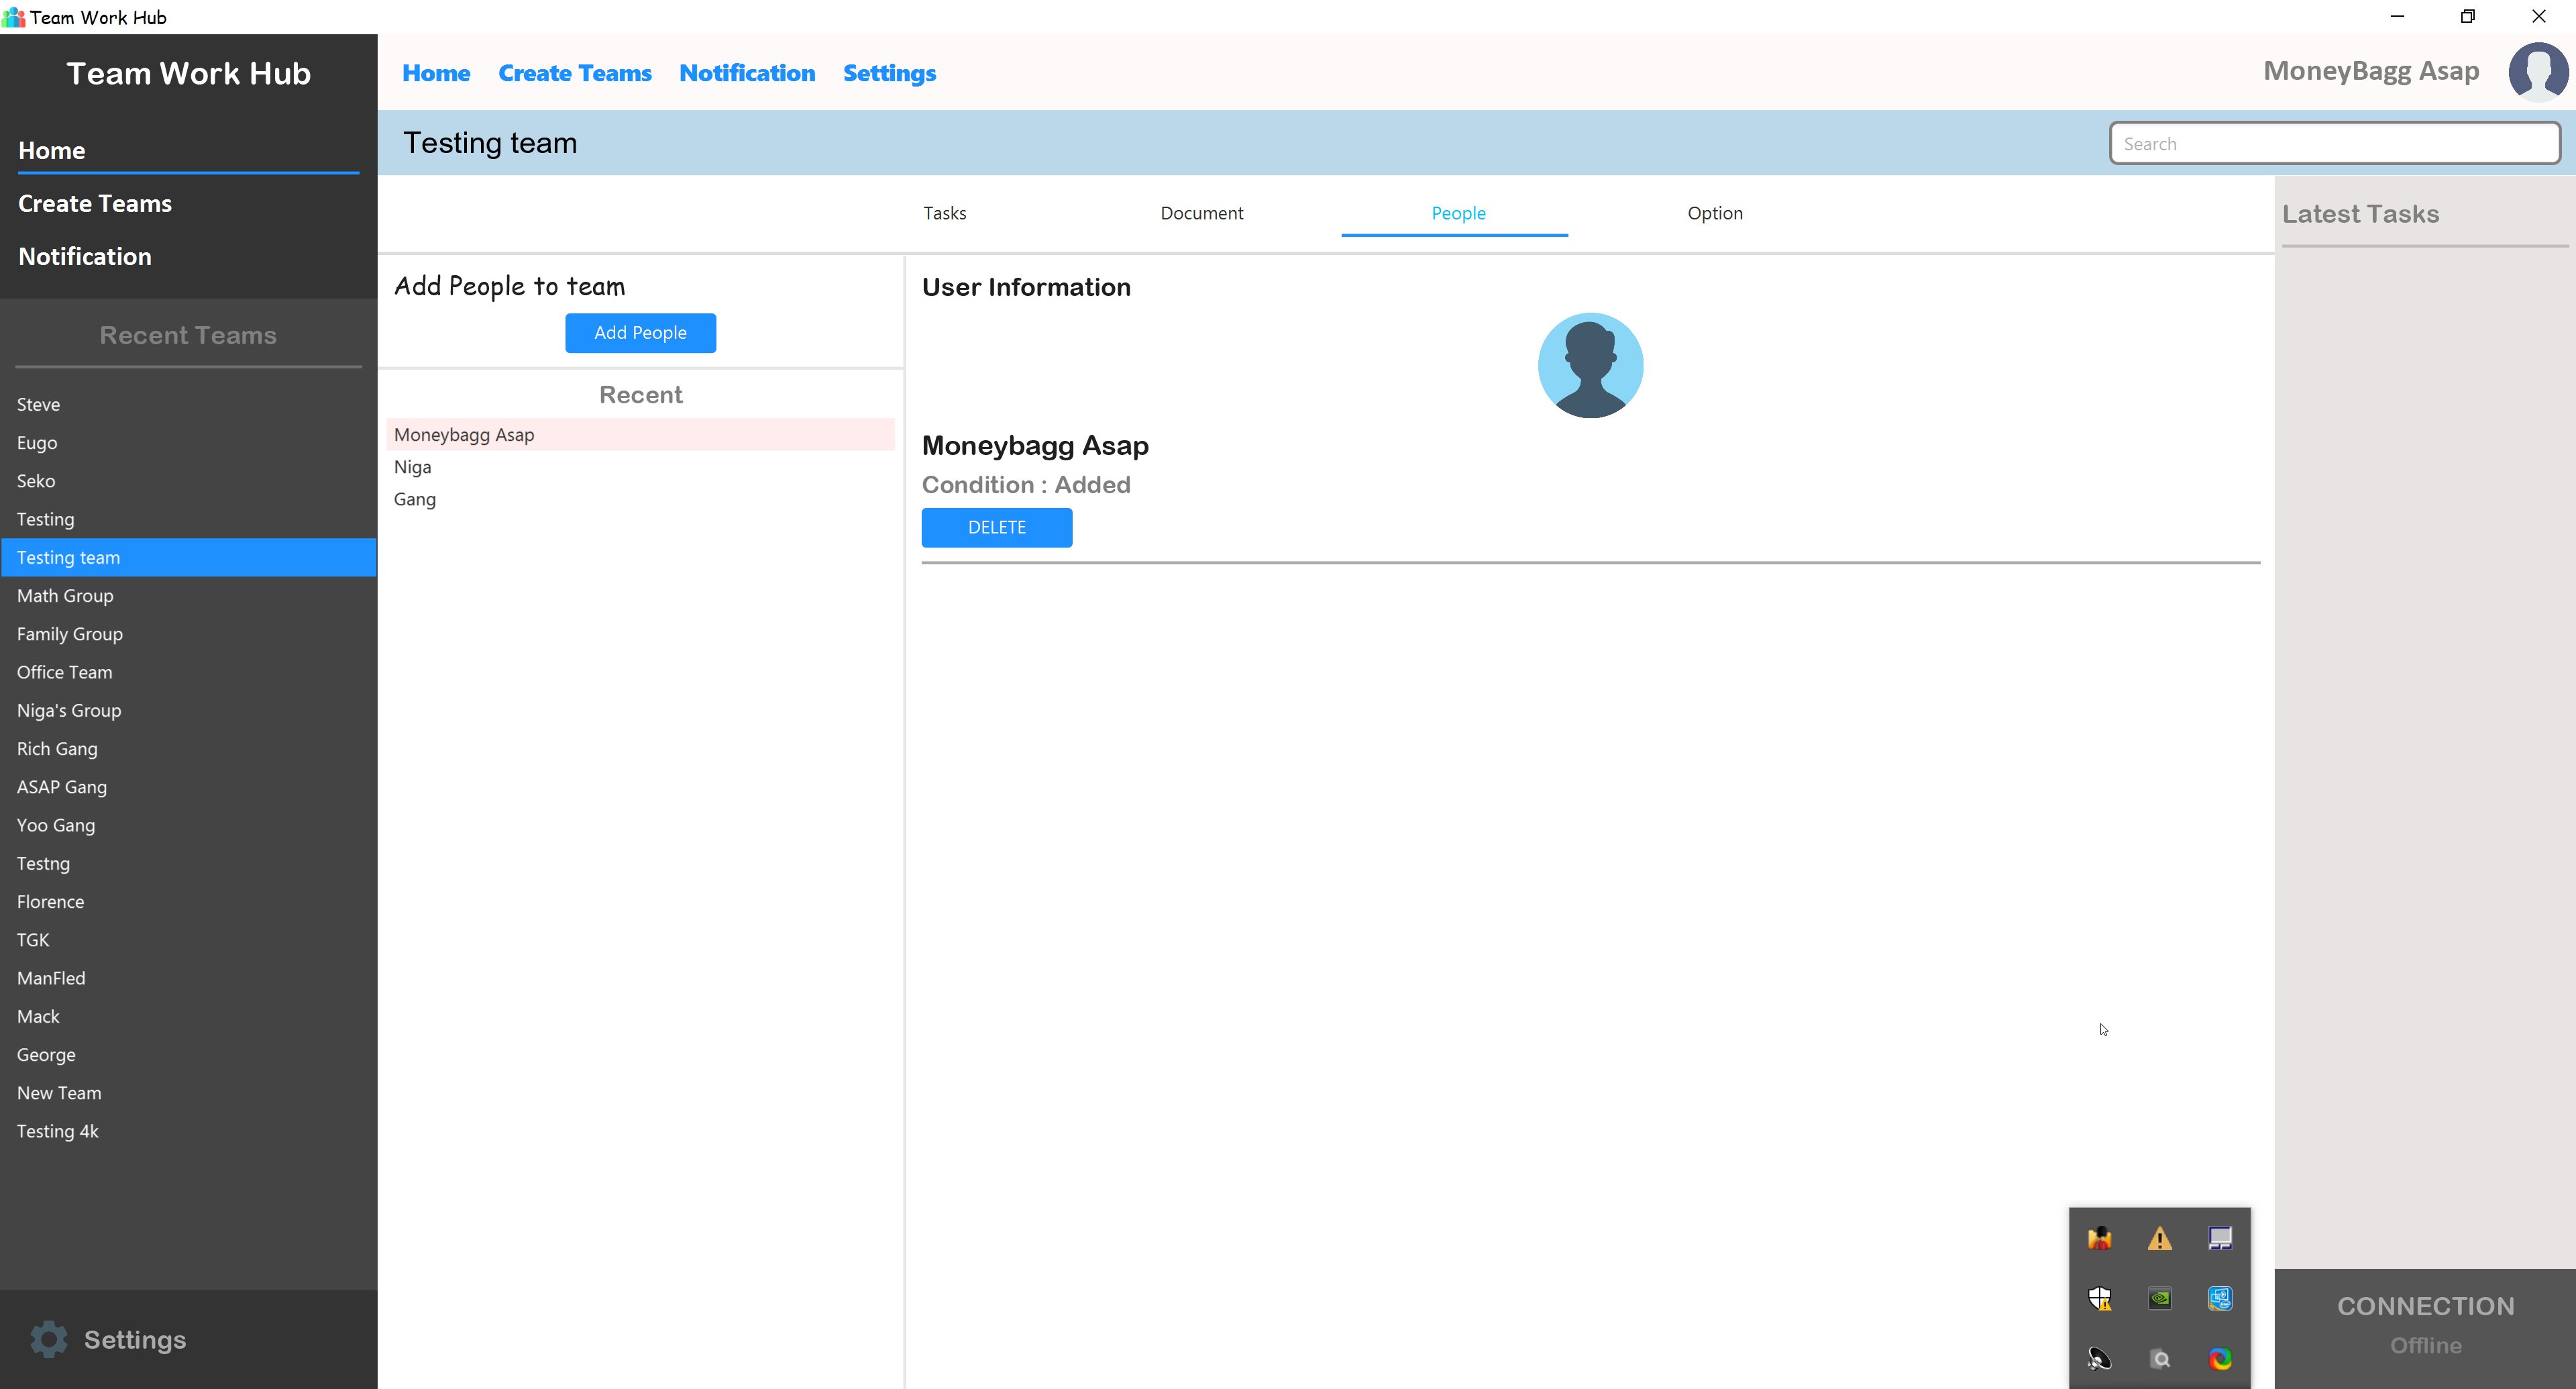 Team Work Hub
Team Work Hub
Home
Create Teams
Notification
Recent Teams
Steve
Eugo
Seko
Testing
Testing team
Math Group
Family Group
Office Team
Niga's Group
Rich Gang
ASAP Gang
Yoo Gang
Testng
Florence
TGK
ManFled
Mack
George
New Team
Testing 4k
Settings
Home Create Teams Notification Settings
MoneyBagg Asap
Testing team
Search
Tasks Document People Option
Add People to team
Add People
Recent
Moneybagg Asap
Niga
Gang
User Information
Moneybagg Asap
Condition : Added
DELETE
Latest Tasks
CONNECTION
Offline